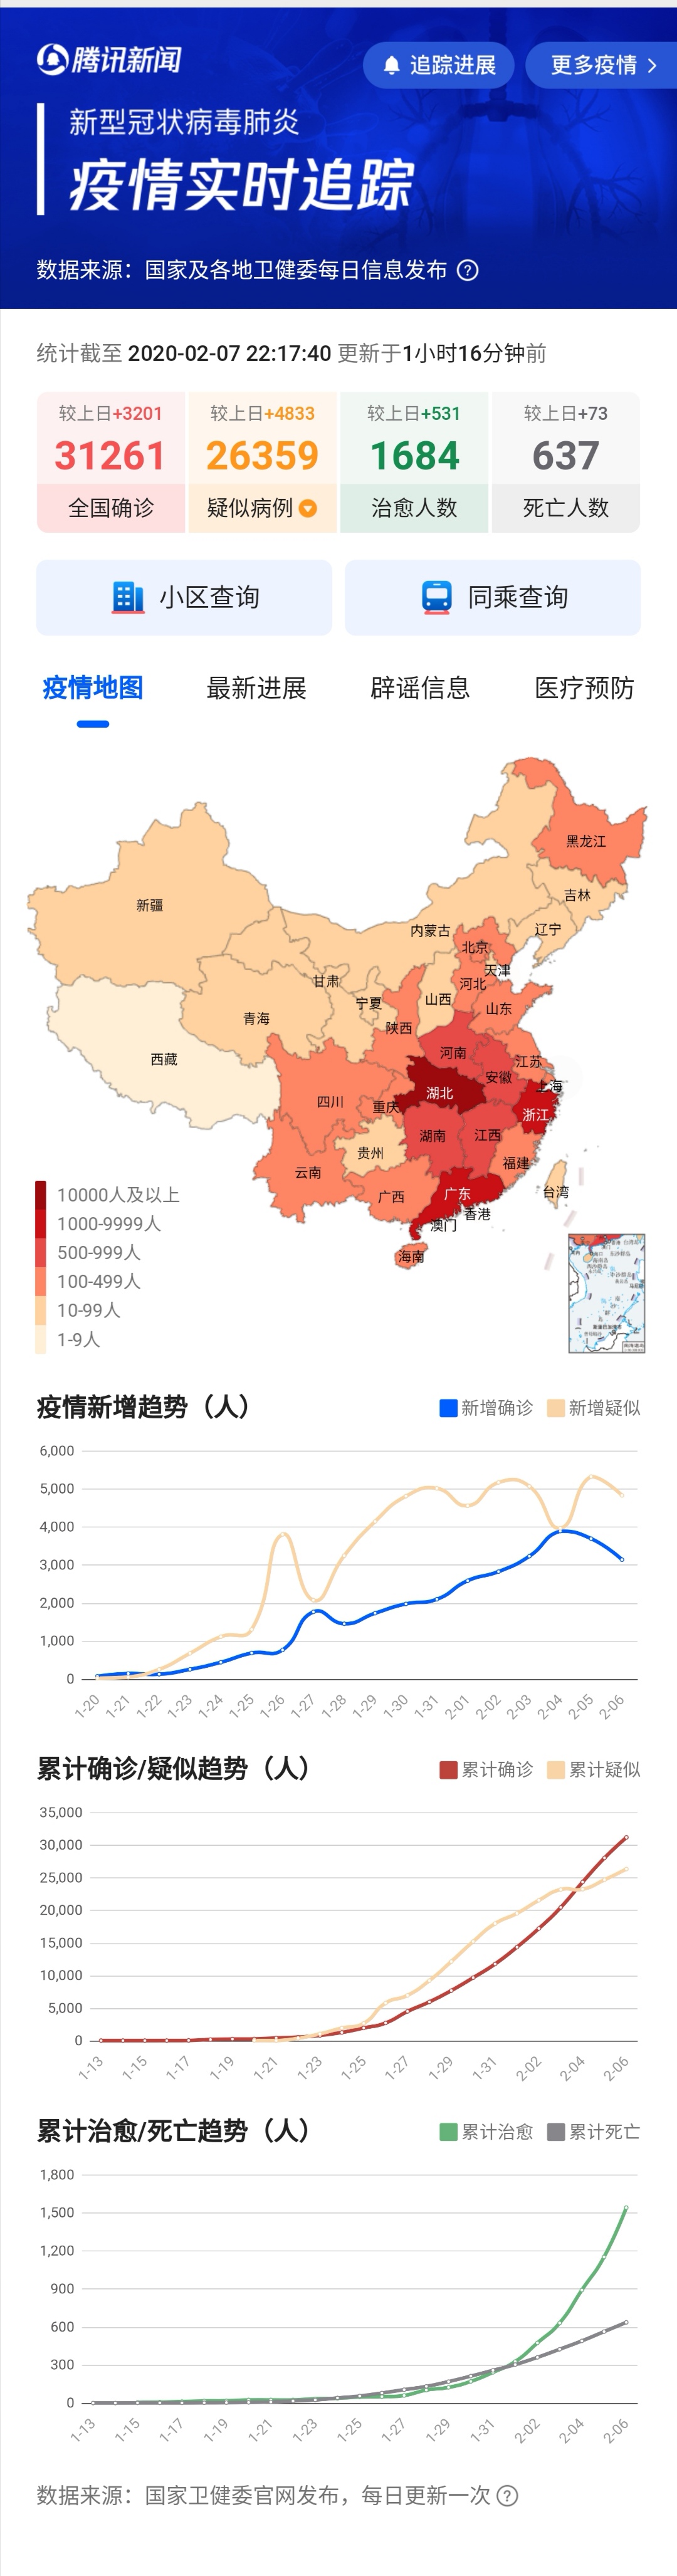 腾讯新闻
追踪进展
更多疫情
新型冠状病毒肺炎
疫情实时追踪
数据来源：国家及各地卫健委每日信息发布 ?
统计截至 2020-02-07 22:17:40 更新于1小时16分钟前
较上日+3201 较上日+4833 较上日+531 较上日+73
31261 26359 1684 637
全国确诊 疑似病例 治愈人数 死亡人数
小区查询 同乘查询
疫情地图 最新进展 辟谣信息 医疗预防
黑龙江
吉林
新疆
辽宁
内蒙古
北京
天津
甘肃
河北
宁夏
山西
山东
青海
陕西
河南
西藏
江苏
安徽
上海
湖北
四川
重庆
浙江
湖南
江西
贵州
福建
云南
台湾
广西
广东
香港
澳门
海南
10000人及以上
1000-9999人
500-999人
100-499人
10-99人
1-9人
疫情新增趋势（人） 新增确诊 新增疑似
6,000
5,000
4,000
3,000
2,000
1,000
0
1-20 1-21 1-22 1-23 1-24 1-25 1-26 1-27 1-28 1-29 1-30 1-31 2-01 2-02 2-03 2-04 2-05 2-06
累计确诊/疑似趋势（人） 累计确诊 累计疑似
35,000
30,000
25,000
20,000
15,000
10,000
5,000
0
1-13 1-15 1-17 1-19 1-21 1-23 1-25 1-27 1-29 1-31 2-02 2-04 2-06
累计治愈/死亡趋势（人） 累计治愈 累计死亡
1,800
1,500
1,200
900
600
300
0
1-13 1-15 1-17 1-19 1-21 1-23 1-25 1-27 1-29 1-31 2-02 2-04 2-06
数据来源：国家卫健委官网发布，每日更新一次 ?